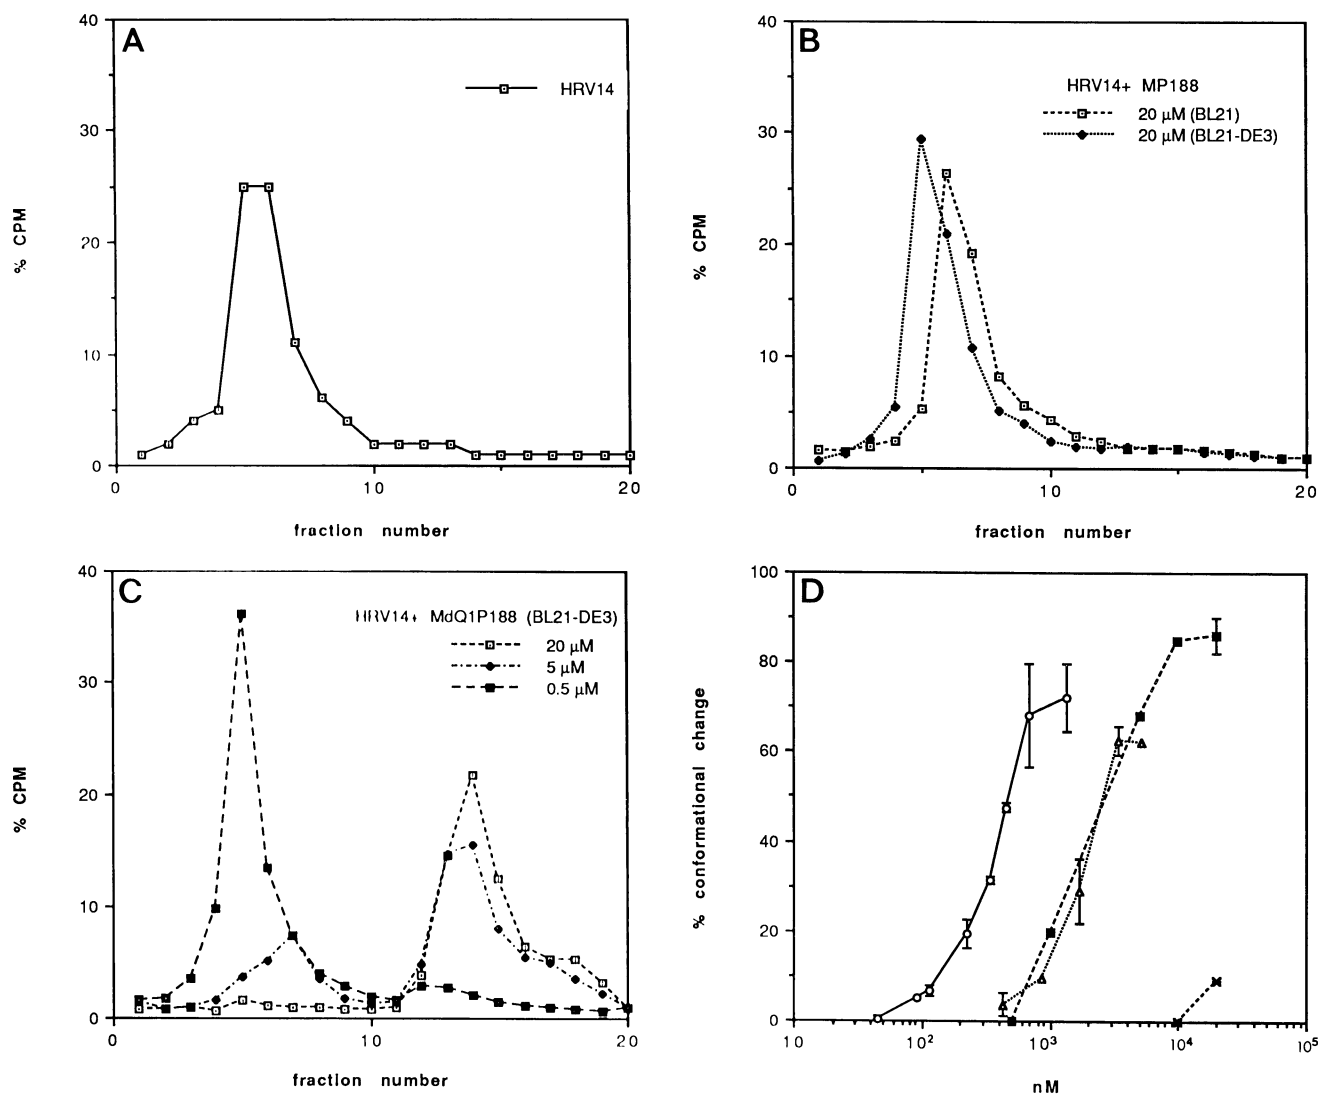 A
40
30
20
10
0
% CPM
HRV14
0
10
20
fraction number
B
40
30
20
10
0
% CPM
HRV14+ MP188
20 µM (BL21)
20 µM (BL21-DE3)
0
10
20
fraction number
C
40
30
20
10
0
% CPM
HRV14+ MdQ1P188 (BL21-DE3)
20 µM
5 µM
0.5 µM
0
10
20
fraction number
D
100
80
60
40
20
0
% conformational change
10
10²
10³
10⁴
10⁵
nM